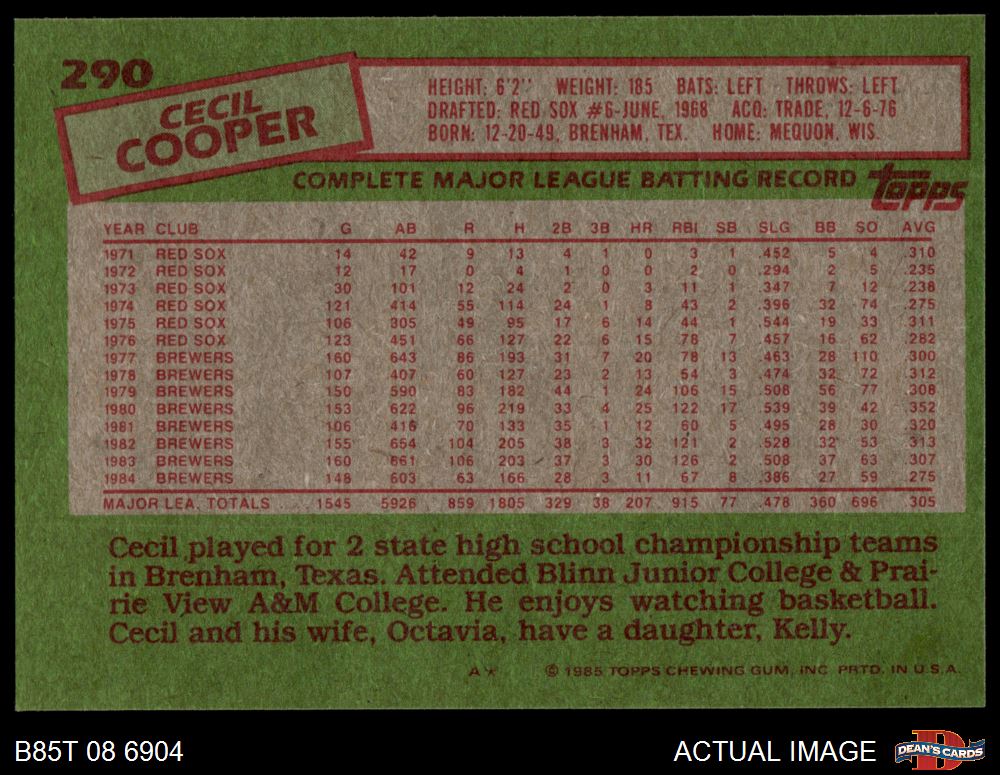 290
CECIL
COOPER
HEIGHT: 6'2" WEIGHT: 185 BATS: LEFT THROWS: LEFT
DRAFTED: RED SOX #6-JUNE, 1968 ACQ: TRADE, 12-6-76
BORN: 12-20-49, BRENHAM, TEX. HOME: MEQUON, WIS.
COMPLETE MAJOR LEAGUE BATTING RECORD topps
YEAR CLUB G AB R H 2B 3B HR RBI SB SLG BB SO AVG
1971 RED SOX 14 42 9 13 4 1 0 3 1 .452 5 4 .310
1972 RED SOX 12 17 0 4 1 0 0 2 0 .294 2 5 .235
1973 RED SOX 30 101 12 24 2 0 3 11 1 .347 7 12 .238
1974 RED SOX 121 414 55 114 24 1 8 43 2 .396 32 74 .275
1975 RED SOX 106 305 49 95 17 6 14 44 1 .544 19 33 .311
1976 RED SOX 123 451 66 127 22 6 15 78 7 .457 16 62 .282
1977 BREWERS 160 643 86 193 31 7 20 78 13 .463 28 110 .300
1978 BREWERS 107 407 60 127 23 2 13 54 3 .474 32 72 .312
1979 BREWERS 150 590 83 182 44 1 24 106 15 .508 56 77 .308
1980 BREWERS 153 622 96 219 33 4 25 122 17 .539 39 42 .352
1981 BREWERS 106 416 70 133 35 1 12 60 5 .495 28 30 .320
1982 BREWERS 155 654 104 205 38 3 32 121 2 .528 32 53 .313
1983 BREWERS 160 661 106 203 37 3 30 126 2 .508 37 63 .307
1984 BREWERS 148 603 63 166 28 3 11 67 8 .386 27 59 .275
MAJOR LEA. TOTALS 1545 5926 859 1805 329 38 207 915 77 .478 360 696 .305
Cecil played for 2 state high school championship teams
in Brenham, Texas. Attended Blinn Junior College & Prai-
rie View A&M College. He enjoys watching basketball.
Cecil and his wife, Octavia, have a daughter, Kelly.
A* © 1985 TOPPS CHEWING GUM, INC. PRTD. IN U.S.A.
B85T 08 6904 ACTUAL IMAGE DEAN'S CARDS